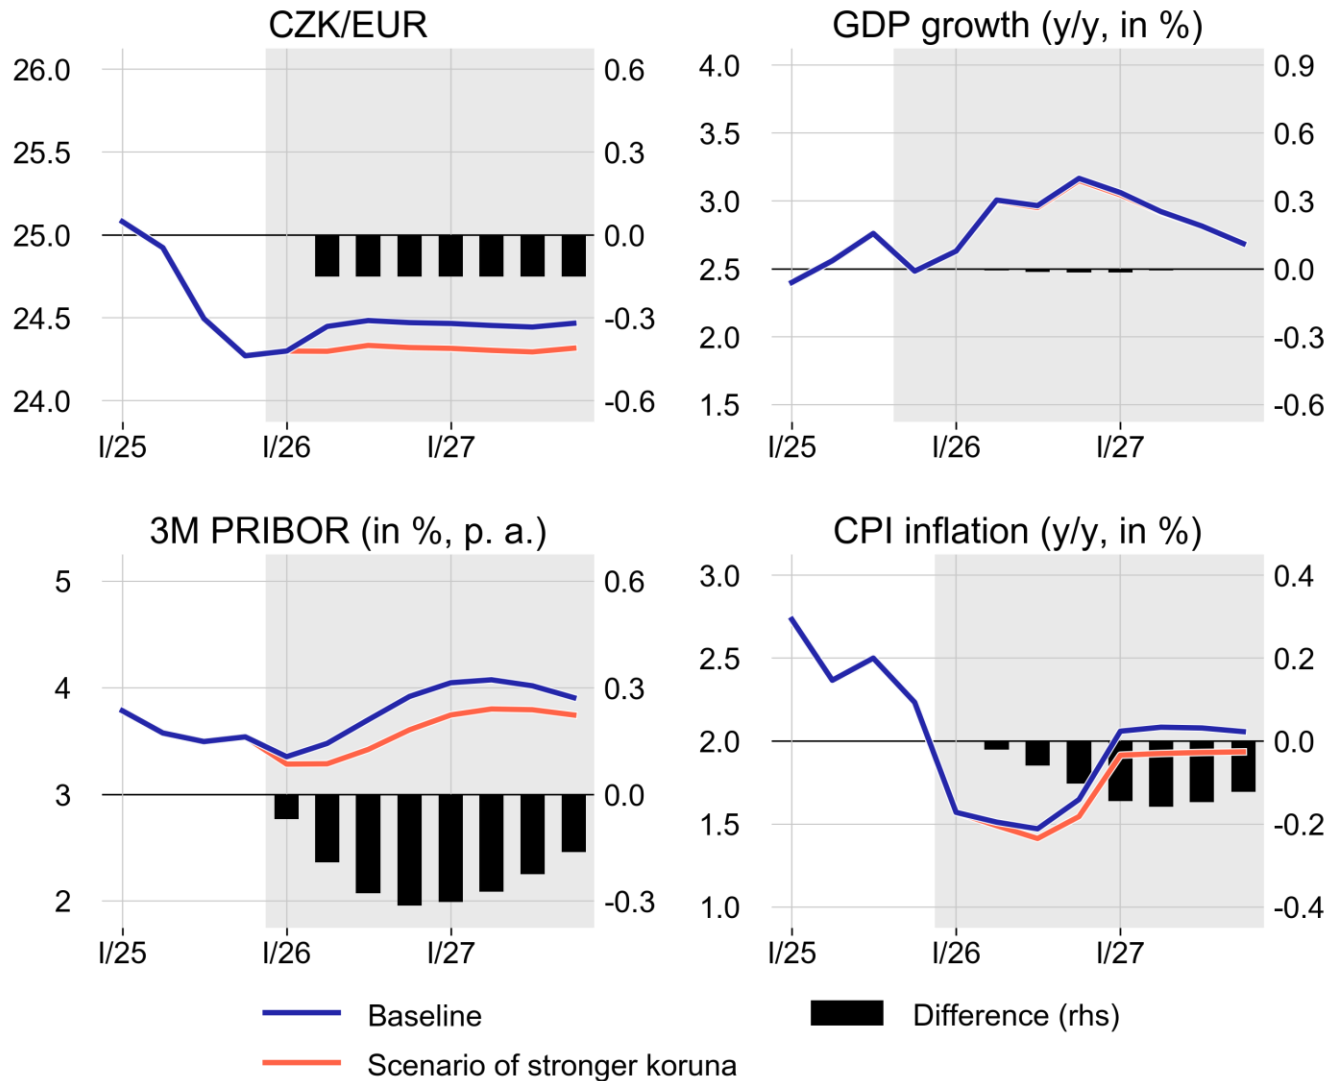 CZK/EUR
26.0
25.5
25.0
24.5
24.0
0.6
0.3
0.0
-0.3
-0.6
I/25
I/26
I/27
GDP growth (y/y, in %)
4.0
3.5
3.0
2.5
2.0
1.5
0.9
0.6
0.3
0.0
-0.3
-0.6
I/25
I/26
I/27
3M PRIBOR (in %, p. a.)
5
4
3
2
0.6
0.3
0.0
-0.3
I/25
I/26
I/27
CPI inflation (y/y, in %)
3.0
2.5
2.0
1.5
1.0
0.4
0.2
0.0
-0.2
-0.4
I/25
I/26
I/27
Baseline
Scenario of stronger koruna
Difference (rhs)